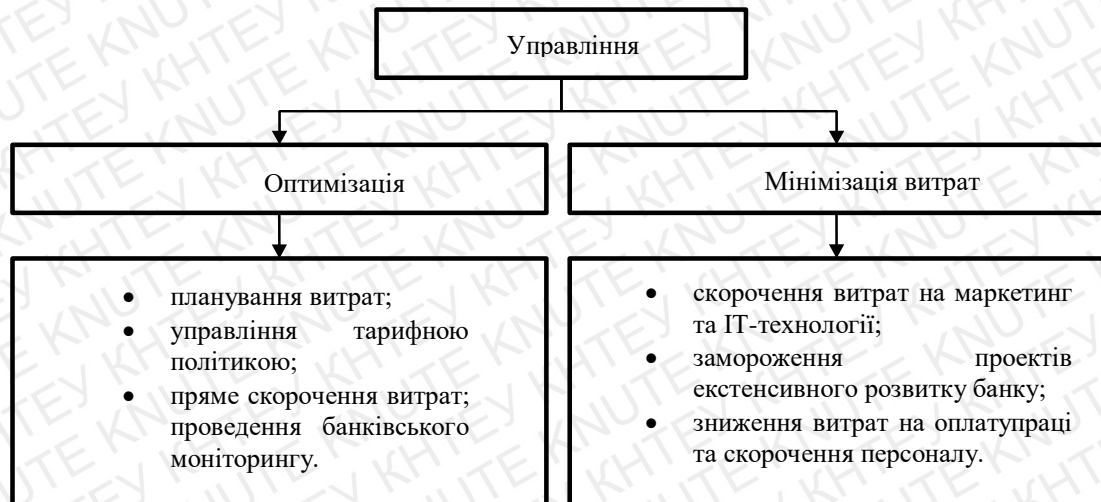 Управління
Оптимізація
Мінімізація витрат
• планування витрат;
• управління тарифною
політикою;
• пряме скорочення витрат;
проведення банківського
моніторингу.
• скорочення витрат на маркетинг
та ІТ-технології;
• замороження проектів
екстенсивного розвитку банку;
• зниження витрат на оплатупраці
та скорочення персоналу.